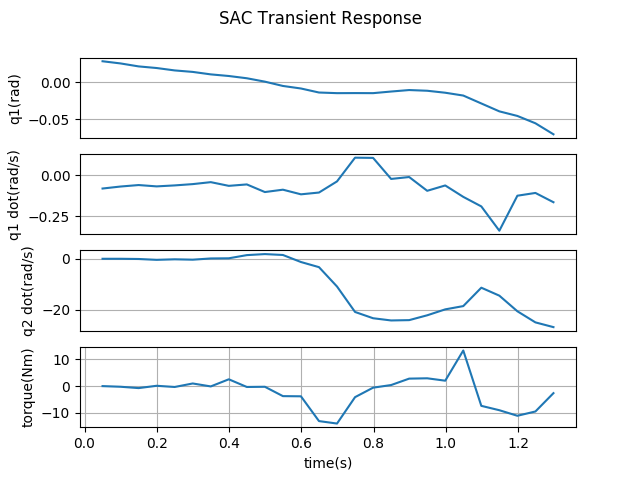 SAC Transient Response
q1(rad)
0.00
−0.05
q1 dot(rad/s)
0.00
−0.25
q2 dot(rad/s)
0
−20
torque(Nm)
10
0
−10
0.0 0.2 0.4 0.6 0.8 1.0 1.2
time(s)